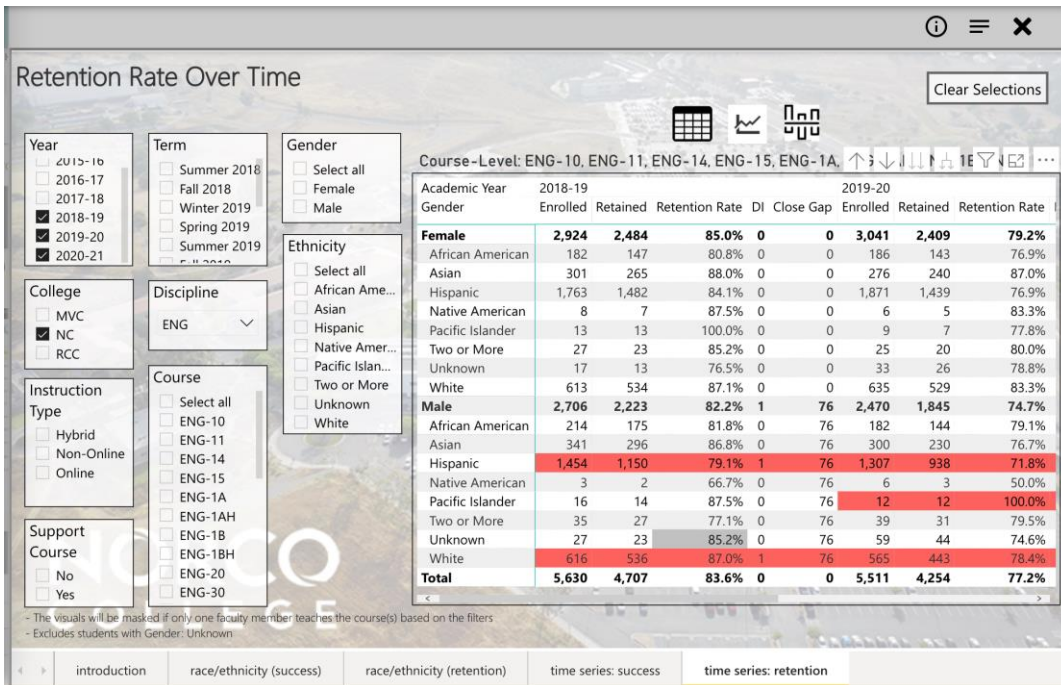 Retention Rate Over Time
Clear Selections
Year
2015-16
2016-17
2017-18
2018-19
2019-20
2020-21
Term
Summer 2018
Fall 2018
Winter 2019
Spring 2019
Summer 2019
Fall 2019
Gender
Select all
Female
Male
Ethnicity
Select all
African Ame...
Asian
Hispanic
Native Amer...
Pacific Islan...
Two or More
Unknown
White
College
MVC
NC
RCC
Discipline
ENG
Instruction
Type
Hybrid
Non-Online
Online
Course
Select all
ENG-10
ENG-11
ENG-14
ENG-15
ENG-1A
ENG-1AH
ENG-1B
ENG-1BH
ENG-20
ENG-30
Support
Course
No
Yes
Course-Level: ENG-10, ENG-11, ENG-14, ENG-15, ENG-1A,
Academic Year 2018-19 2019-20
Gender Enrolled Retained Retention Rate DI Close Gap Enrolled Retained Retention Rate
Female 2,924 2,484 85.0% 0 0 3,041 2,409 79.2%
African American 182 147 80.8% 0 0 186 143 76.9%
Asian 301 265 88.0% 0 0 276 240 87.0%
Hispanic 1,763 1,482 84.1% 0 0 1,871 1,439 76.9%
Native American 8 7 87.5% 0 0 6 5 83.3%
Pacific Islander 13 13 100.0% 0 0 9 7 77.8%
Two or More 27 23 85.2% 0 0 25 20 80.0%
Unknown 17 13 76.5% 0 0 33 26 78.8%
White 613 534 87.1% 0 0 635 529 83.3%
Male 2,706 2,223 82.2% 1 76 2,470 1,845 74.7%
African American 214 175 81.8% 0 76 182 144 79.1%
Asian 341 296 86.8% 0 76 300 230 76.7%
Hispanic 1,454 1,150 79.1% 1 76 1,307 938 71.8%
Native American 3 2 66.7% 0 76 6 3 50.0%
Pacific Islander 16 14 87.5% 0 76 12 12 100.0%
Two or More 35 27 77.1% 0 76 39 31 79.5%
Unknown 27 23 85.2% 0 76 59 44 74.6%
White 616 536 87.0% 1 76 565 443 78.4%
Total 5,630 4,707 83.6% 0 0 5,511 4,254 77.2%
COLLEGE
- The visuals will be masked if only one faculty member teaches the course(s) based on the filters
- Excludes students with Gender: Unknown
introduction
race/ethnicity (success)
race/ethnicity (retention)
time series: success
time series: retention